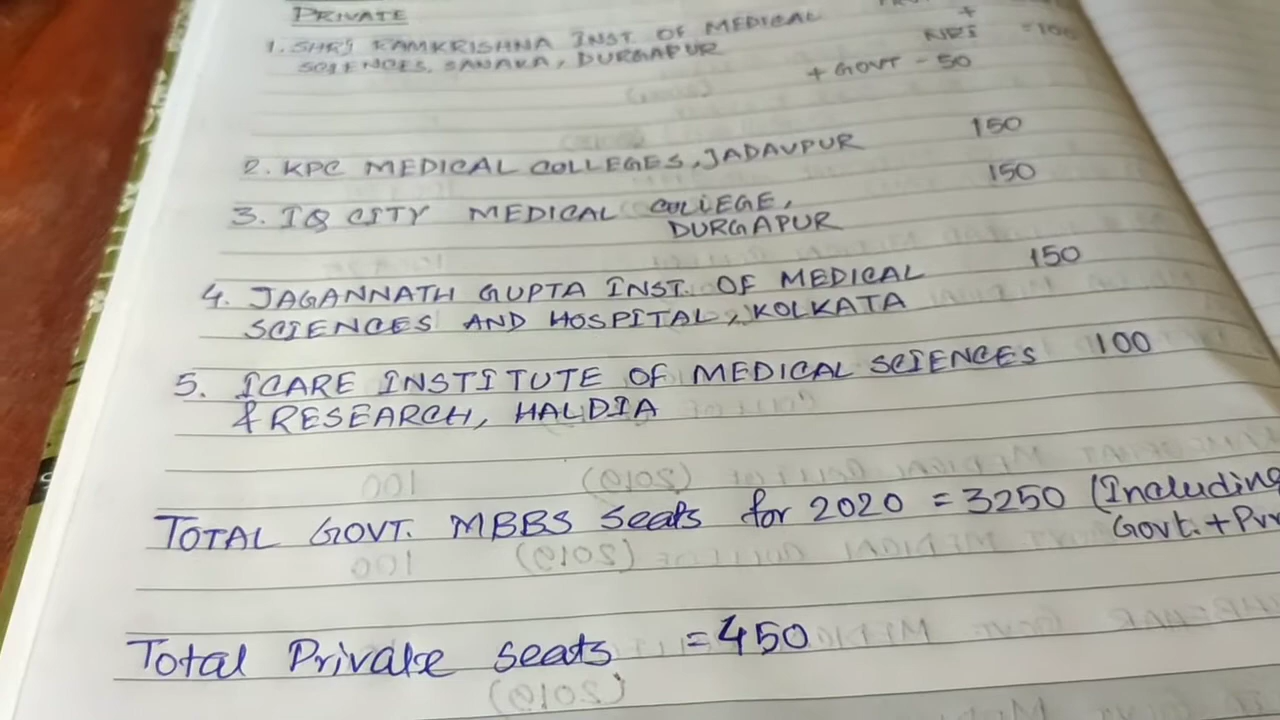 PRIVATE
1. SHRI RAMKRISHNA INST. OF MEDICAL
SCIENCES, SANAKA, DURGAPUR
+
NRI = 100
+ GOVT - 50
2. KPC MEDICAL COLLEGES, JADAVPUR 150
3. IQ CITY MEDICAL COLLEGE, 150
DURGAPUR
4. JAGANNATH GUPTA INST. OF MEDICAL 150
SCIENCES AND HOSPITAL, KOLKATA
5. ICARE INSTITUTE OF MEDICAL SCIENCES 100
& RESEARCH, HALDIA
TOTAL GOVT. MBBS seats for 2020 = 3250 (Including
Govt. + Pvt
Total Private seats = 450